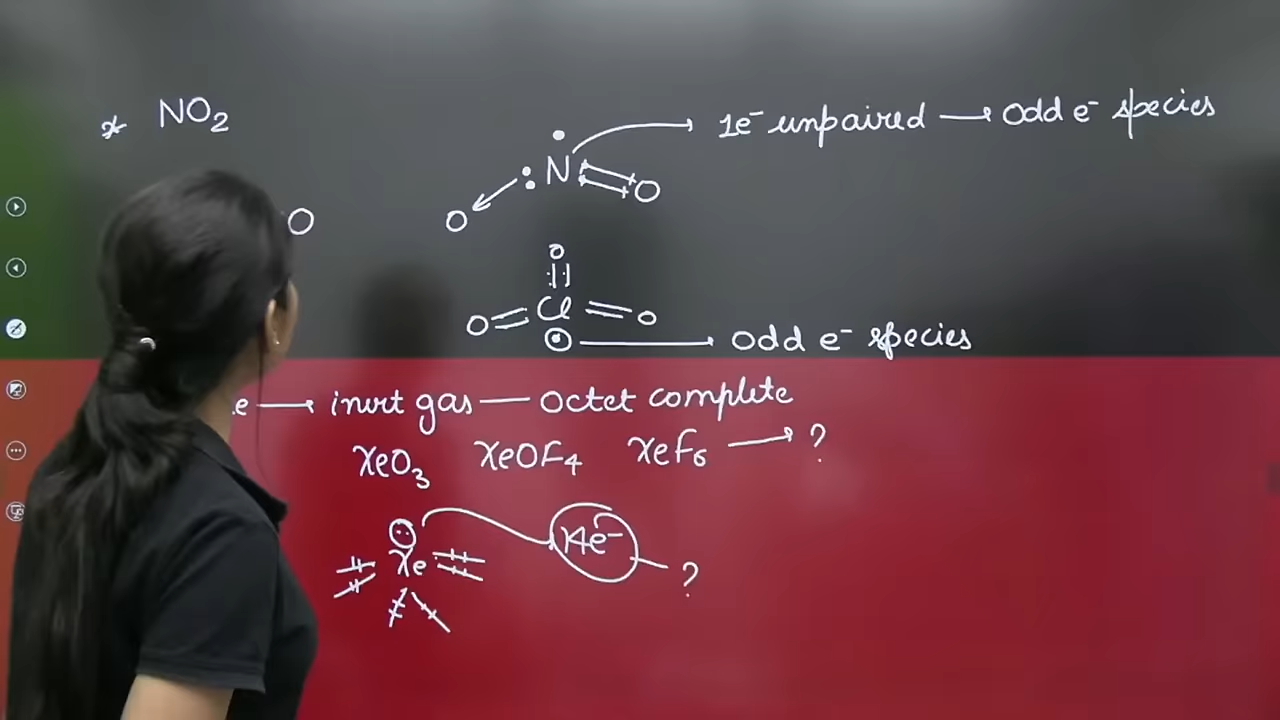 * NO2
1e⁻ unpaired → Odd e⁻ species
N
O
O
O
O
Cl
O
O
Odd e⁻ species
e → inert gas — Octet complete
XeO3 XeOF4 XeF6 → ?
Xe
14e⁻ — ?